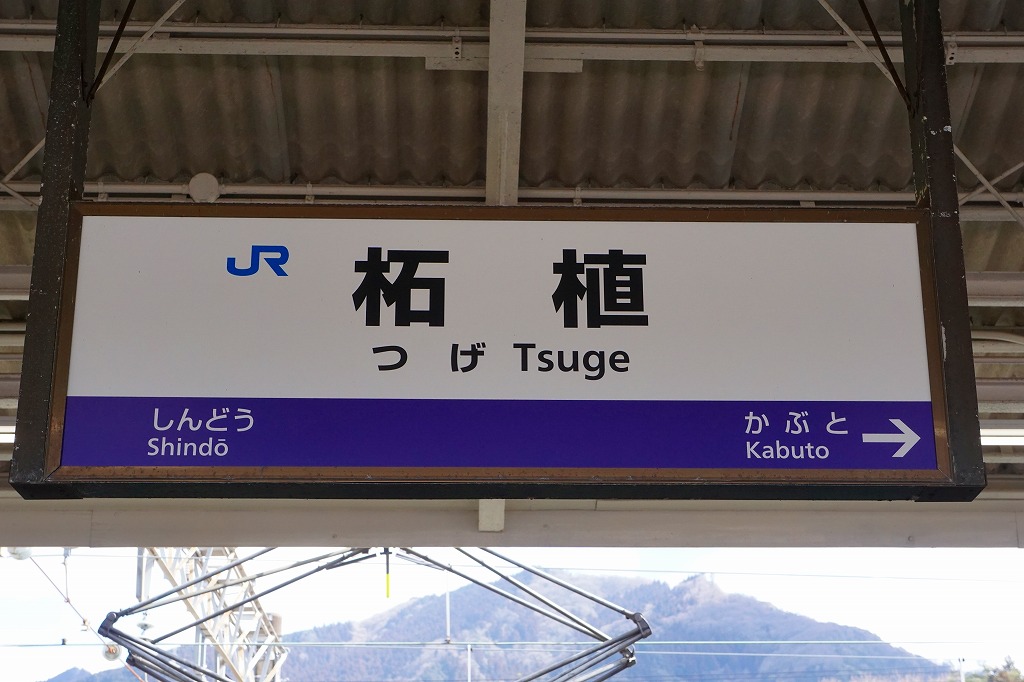 JR 柘植
つげ Tsuge
しんどう
Shindō
かぶと →
Kabuto